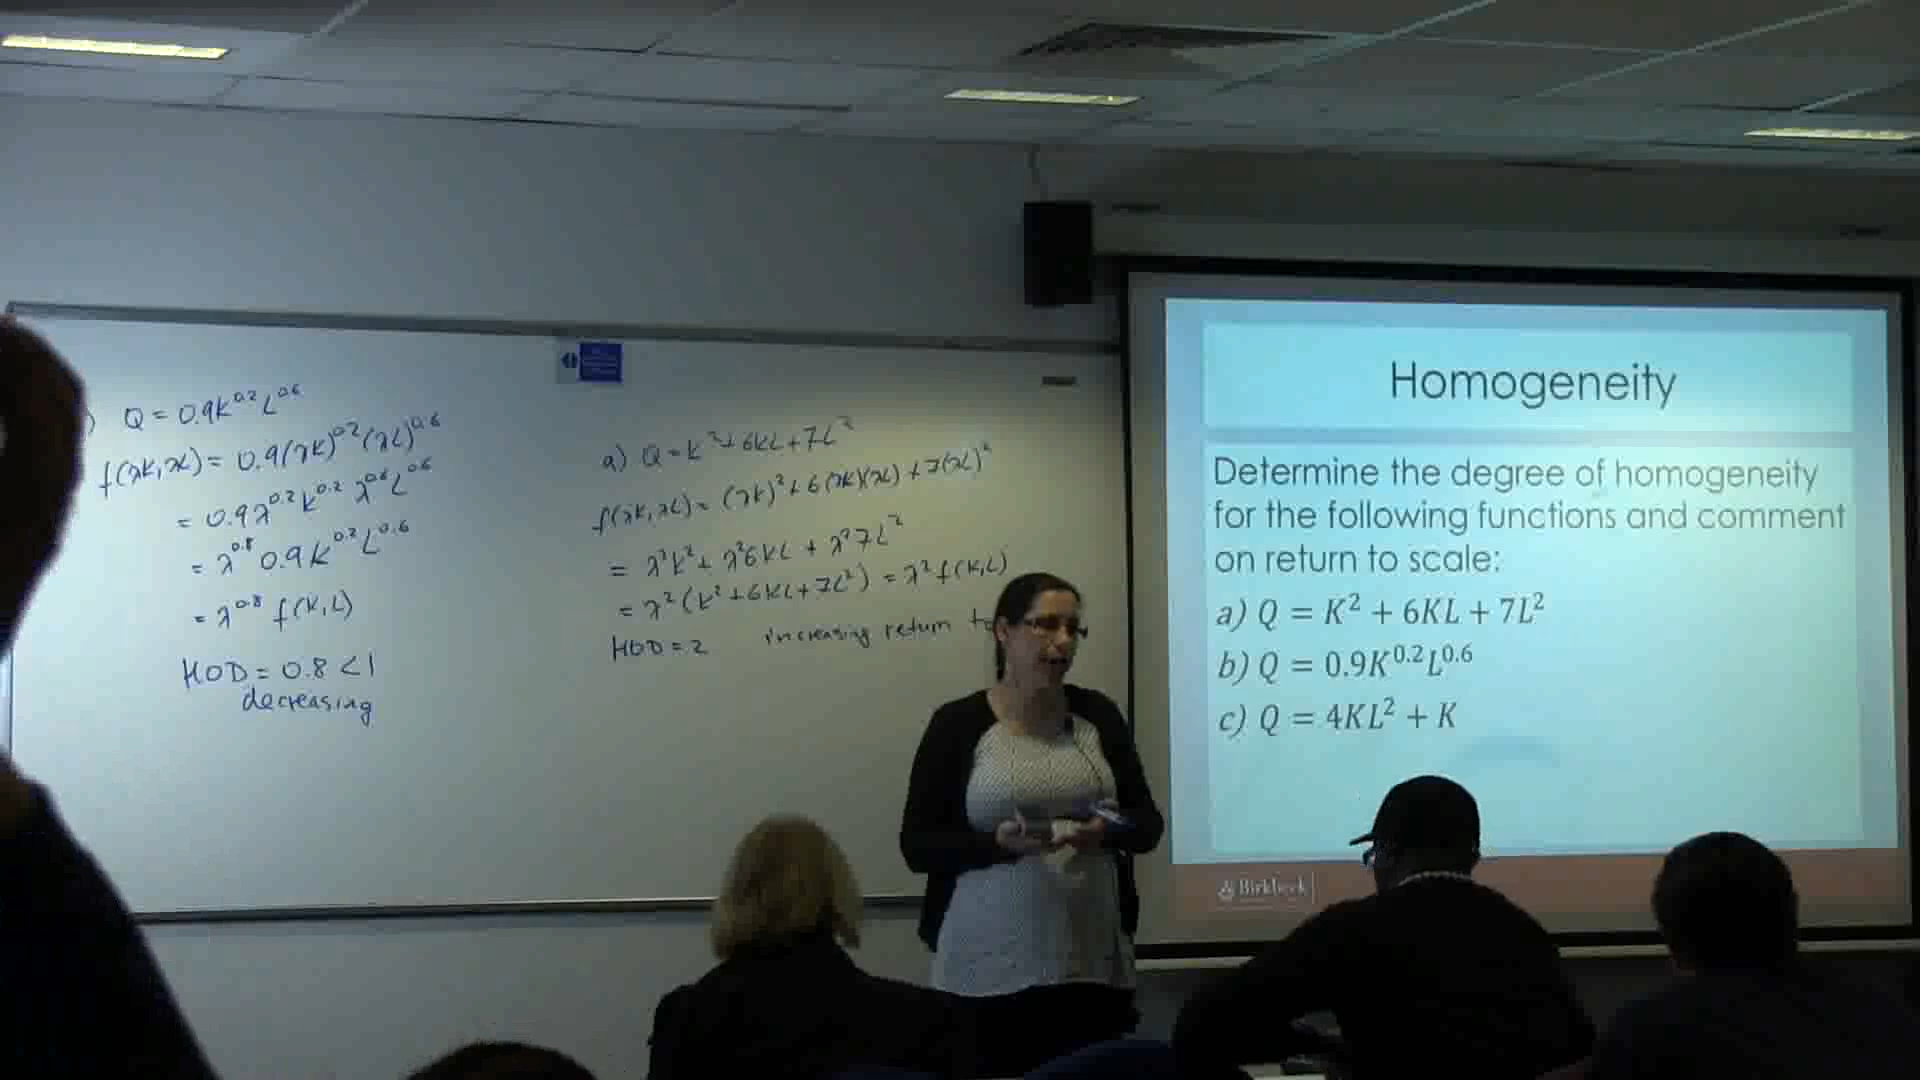 ) Q = 0.9K^0.2 L^0.6
f(λK, λL) = 0.9(λK)^0.2 (λL)^0.6
= 0.9λ^0.2 K^0.2 λ^0.6 L^0.6
= λ^0.8 0.9K^0.2 L^0.6
= λ^0.8 f(K,L)
HOD = 0.8 < 1
decreasing
a) Q = K² + 6KL + 7L²
f(λK, λL) = (λK)² + 6(λK)(λL) + 7(λL)²
= λ²K² + λ²6KL + λ²7L²
= λ²(K² + 6KL + 7L²) = λ² f(K,L)
HOD = 2 increasing return to
Homogeneity
Determine the degree of homogeneity
for the following functions and comment
on return to scale:
a) Q = K² + 6KL + 7L²
b) Q = 0.9K^0.2 L^0.6
c) Q = 4KL² + K
Birkbeck